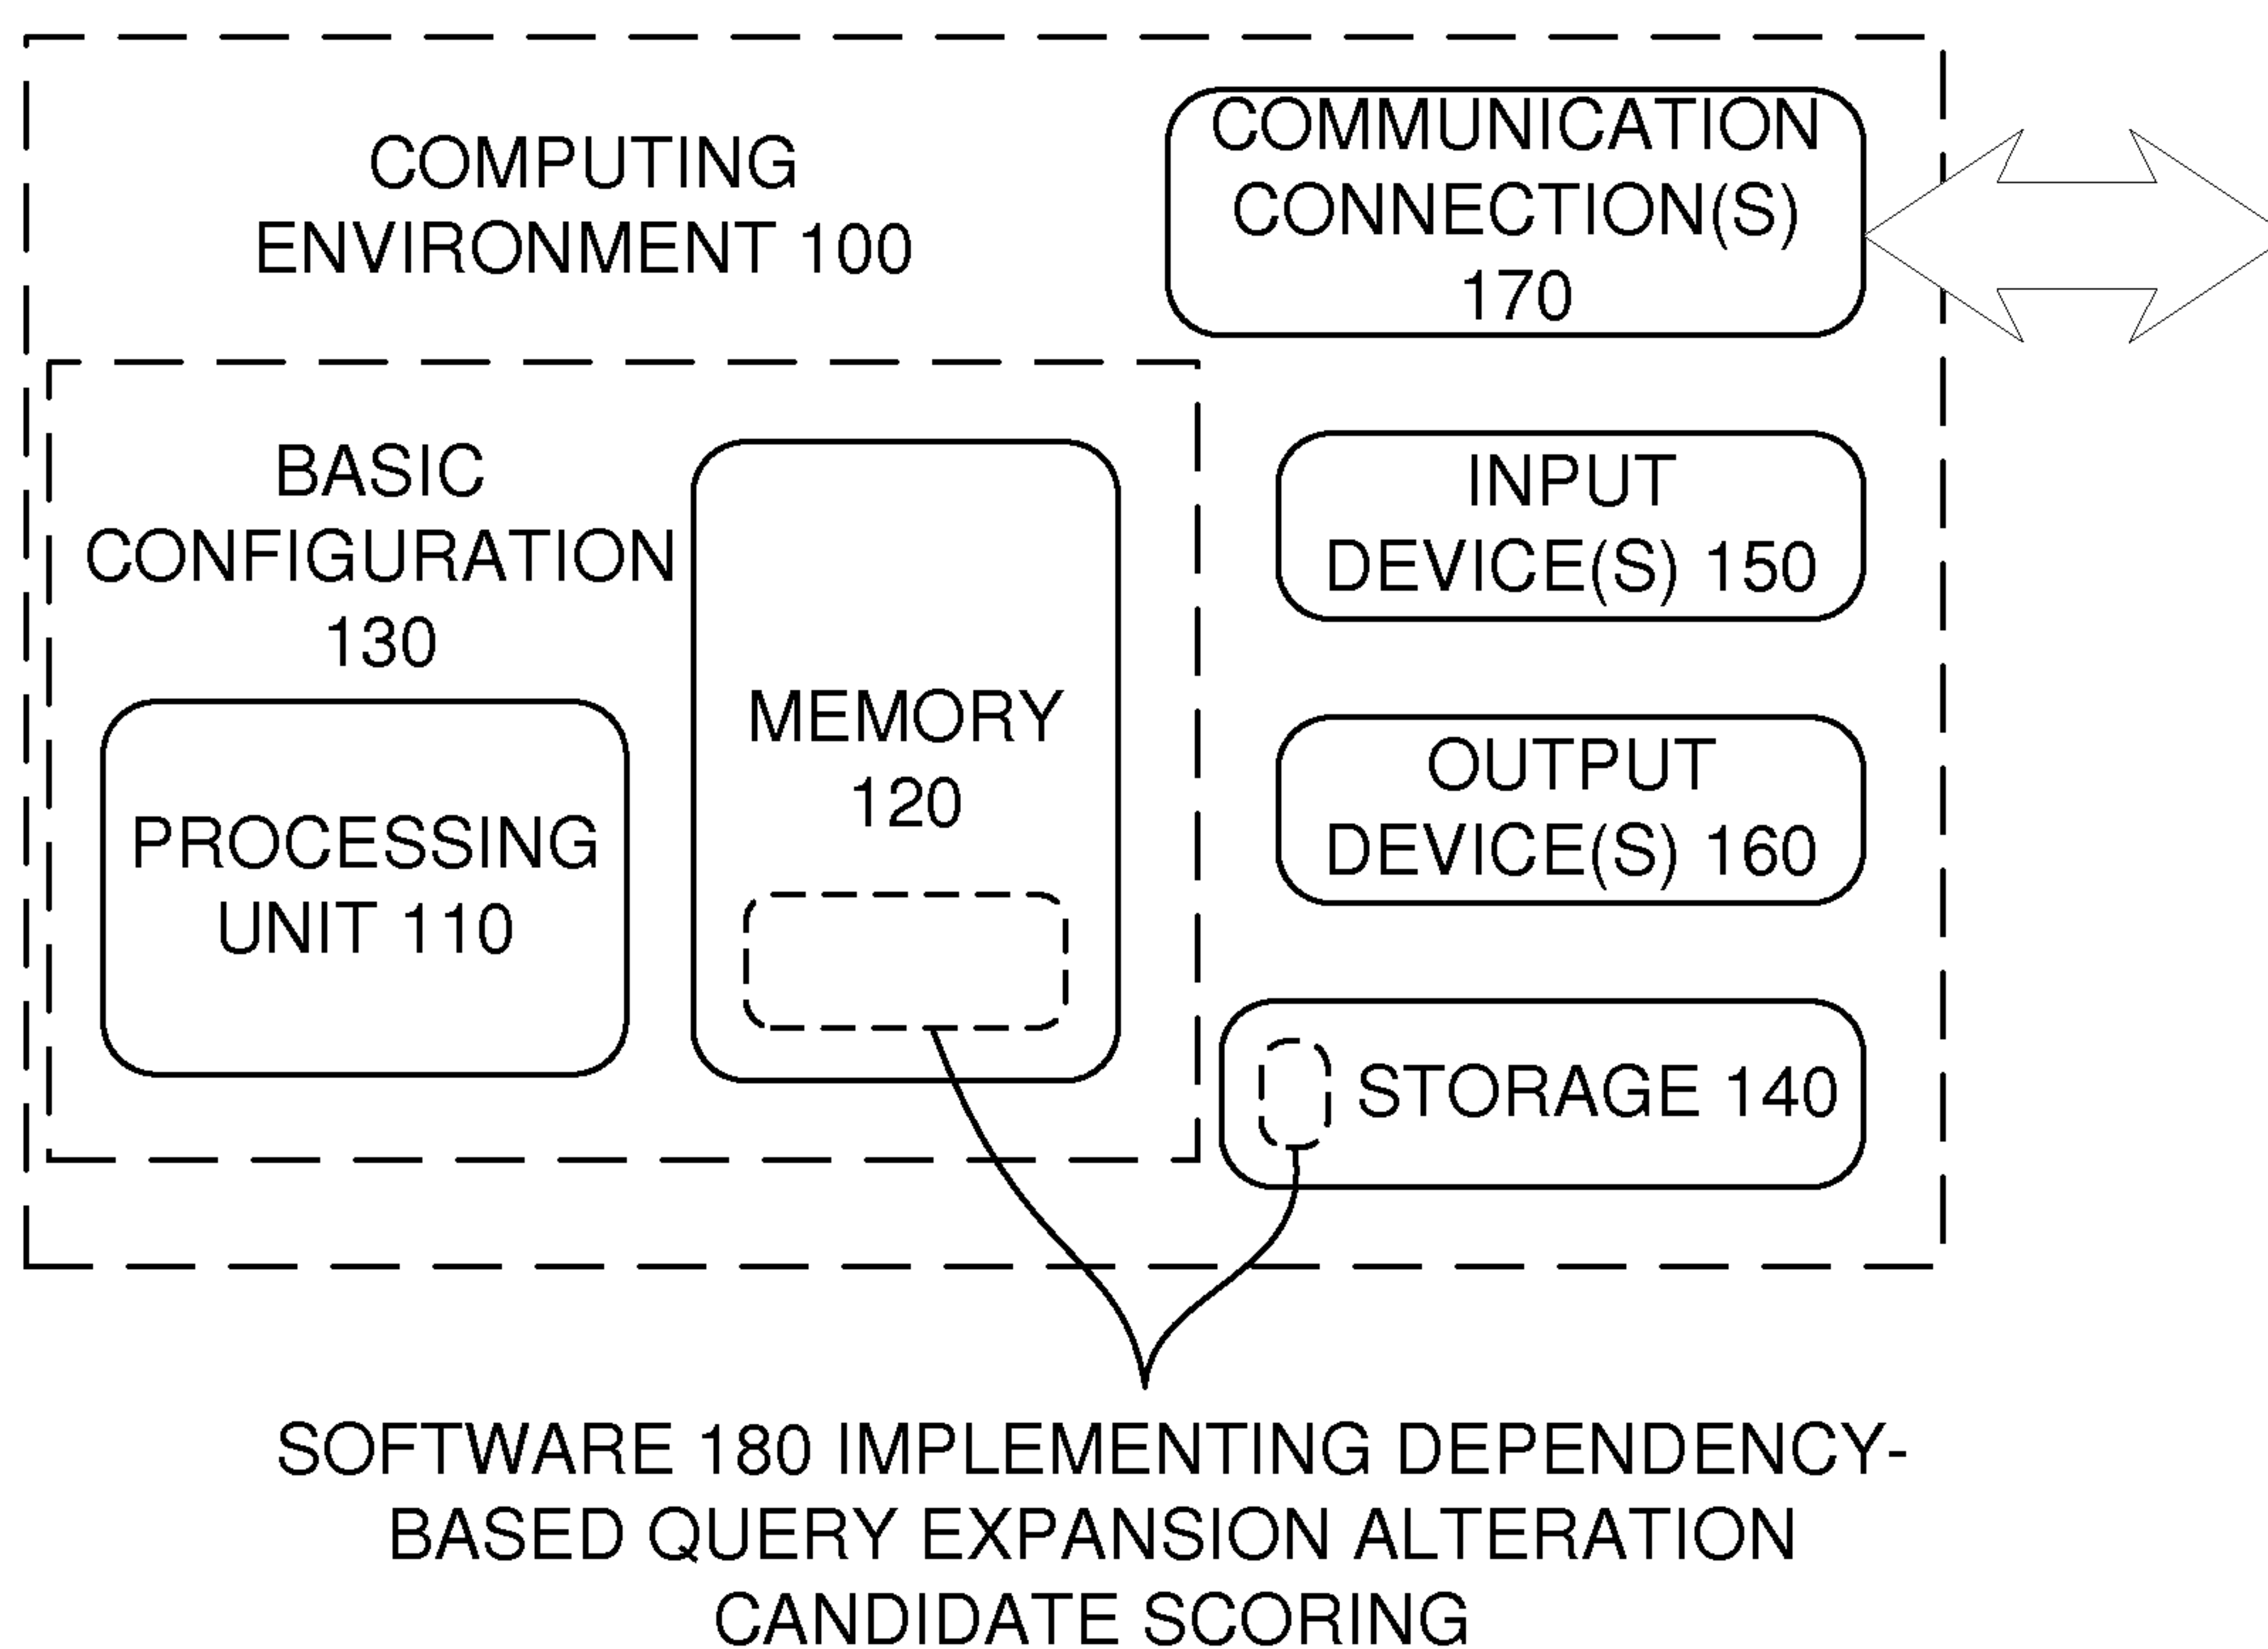 COMPUTING
ENVIRONMENT 100
COMMUNICATION
CONNECTION(S)
170
BASIC
CONFIGURATION
130
PROCESSING
UNIT 110
MEMORY
120
INPUT
DEVICE(S) 150
OUTPUT
DEVICE(S) 160
STORAGE 140
SOFTWARE 180 IMPLEMENTING DEPENDENCY-
BASED QUERY EXPANSION ALTERATION
CANDIDATE SCORING